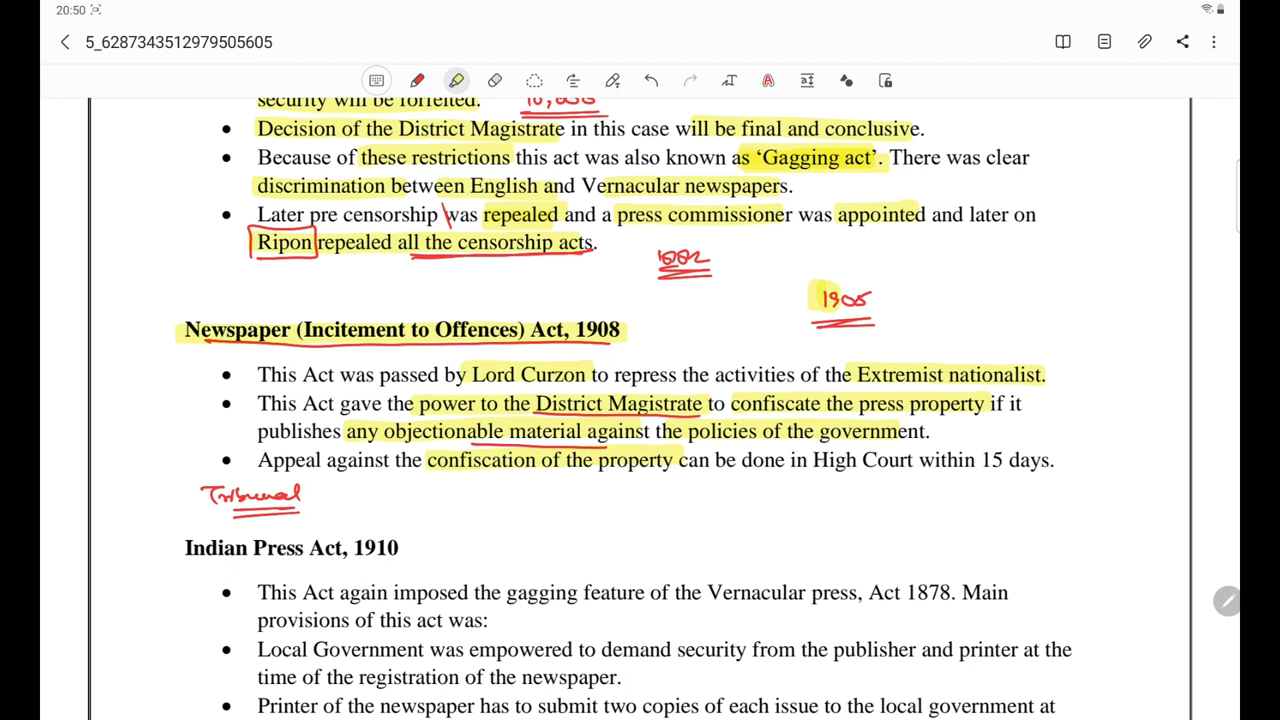 20:50
5_6287343512979505605
security will be forfeited. 10,000
Decision of the District Magistrate in this case will be final and conclusive.
Because of these restrictions this act was also known as ‘Gagging act’. There was clear
discrimination between English and Vernacular newspapers.
Later pre censorship was repealed and a press commissioner was appointed and later on
Ripon repealed all the censorship acts.
1882
1905
Newspaper (Incitement to Offences) Act, 1908
This Act was passed by Lord Curzon to repress the activities of the Extremist nationalist.
This Act gave the power to the District Magistrate to confiscate the press property if it
publishes any objectionable material against the policies of the government.
Appeal against the confiscation of the property can be done in High Court within 15 days.
Tribunal
Indian Press Act, 1910
This Act again imposed the gagging feature of the Vernacular press, Act 1878. Main
provisions of this act was:
Local Government was empowered to demand security from the publisher and printer at the
time of the registration of the newspaper.
Printer of the newspaper has to submit two copies of each issue to the local government at